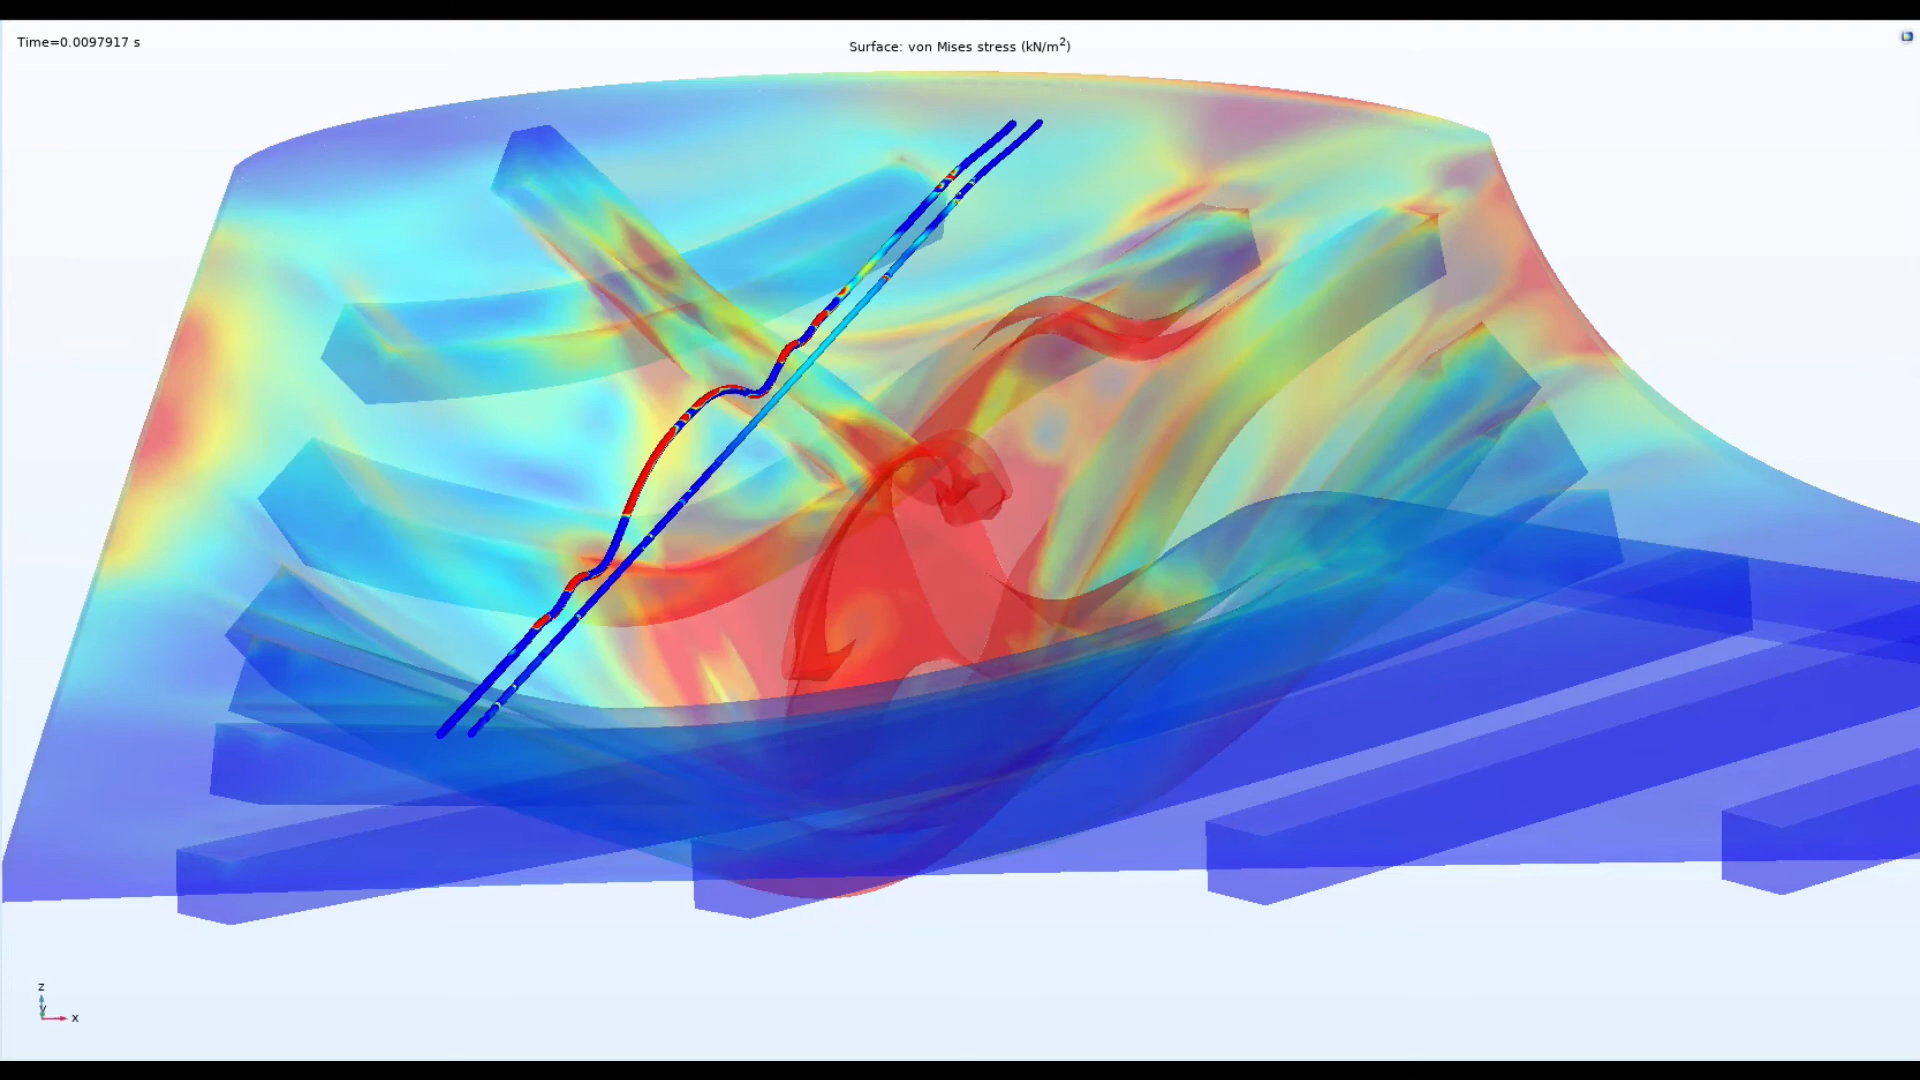 Time=0.0097917 s
Surface: von Mises stress (kN/m²)
z
y
x